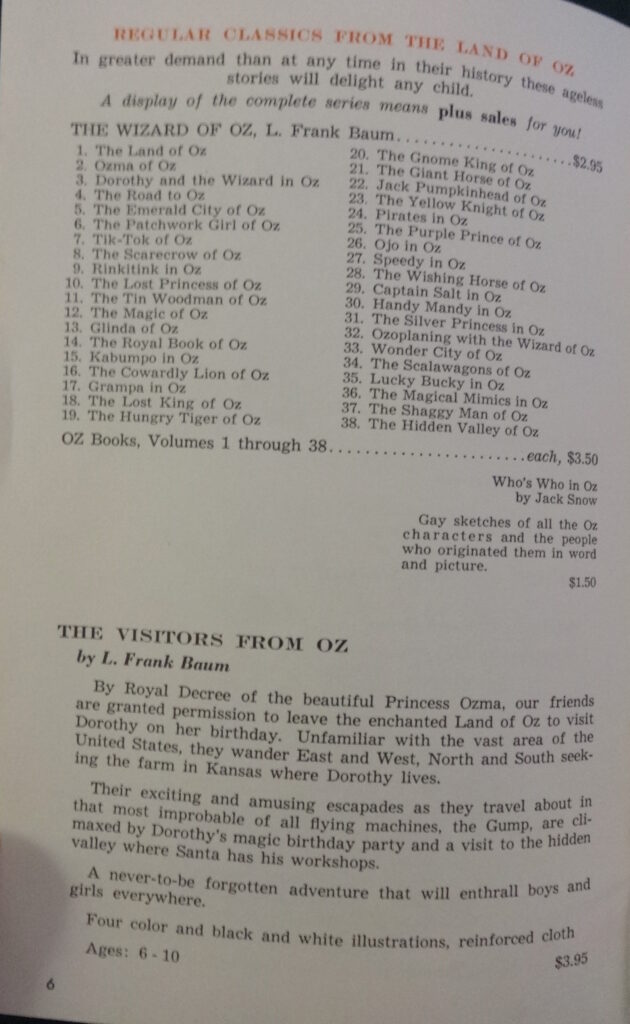 REGULAR CLASSICS FROM THE LAND OF OZ
In greater demand than at any time in their history these ageless
stories will delight any child.
A display of the complete series means plus sales for you!
THE WIZARD OF OZ, L. Frank Baum......................$2.95
1. The Land of Oz
2. Ozma of Oz
3. Dorothy and the Wizard in Oz
4. The Road to Oz
5. The Emerald City of Oz
6. The Patchwork Girl of Oz
7. Tik-Tok of Oz
8. The Scarecrow of Oz
9. Rinkitink in Oz
10. The Lost Princess of Oz
11. The Tin Woodman of Oz
12. The Magic of Oz
13. Glinda of Oz
14. The Royal Book of Oz
15. Kabumpo in Oz
16. The Cowardly Lion of Oz
17. Grampa in Oz
18. The Lost King of Oz
19. The Hungry Tiger of Oz
20. The Gnome King of Oz
21. The Giant Horse of Oz
22. Jack Pumpkinhead of Oz
23. The Yellow Knight of Oz
24. Pirates in Oz
25. The Purple Prince of Oz
26. Ojo in Oz
27. Speedy in Oz
28. The Wishing Horse of Oz
29. Captain Salt in Oz
30. Handy Mandy in Oz
31. The Silver Princess in Oz
32. Ozoplaning with the Wizard of Oz
33. Wonder City of Oz
34. The Scalawagons of Oz
35. Lucky Bucky in Oz
36. The Magical Mimics in Oz
37. The Shaggy Man of Oz
38. The Hidden Valley of Oz
OZ Books, Volumes 1 through 38.......................each, $3.50
Who's Who in Oz
by Jack Snow
Gay sketches of all the Oz
characters and the people
who originated them in word
and picture.
$1.50
THE VISITORS FROM OZ
by L. Frank Baum
By Royal Decree of the beautiful Princess Ozma, our friends
are granted permission to leave the enchanted Land of Oz to visit
Dorothy on her birthday. Unfamiliar with the vast area of the
United States, they wander East and West, North and South seek-
ing the farm in Kansas where Dorothy lives.
Their exciting and amusing escapades as they travel about in
that most improbable of all flying machines, the Gump, are cli-
maxed by Dorothy's magic birthday party and a visit to the hidden
valley where Santa has his workshops.
A never-to-be forgotten adventure that will enthrall boys and
girls everywhere.
Four color and black and white illustrations, reinforced cloth
Ages: 6 - 10
$3.95
6